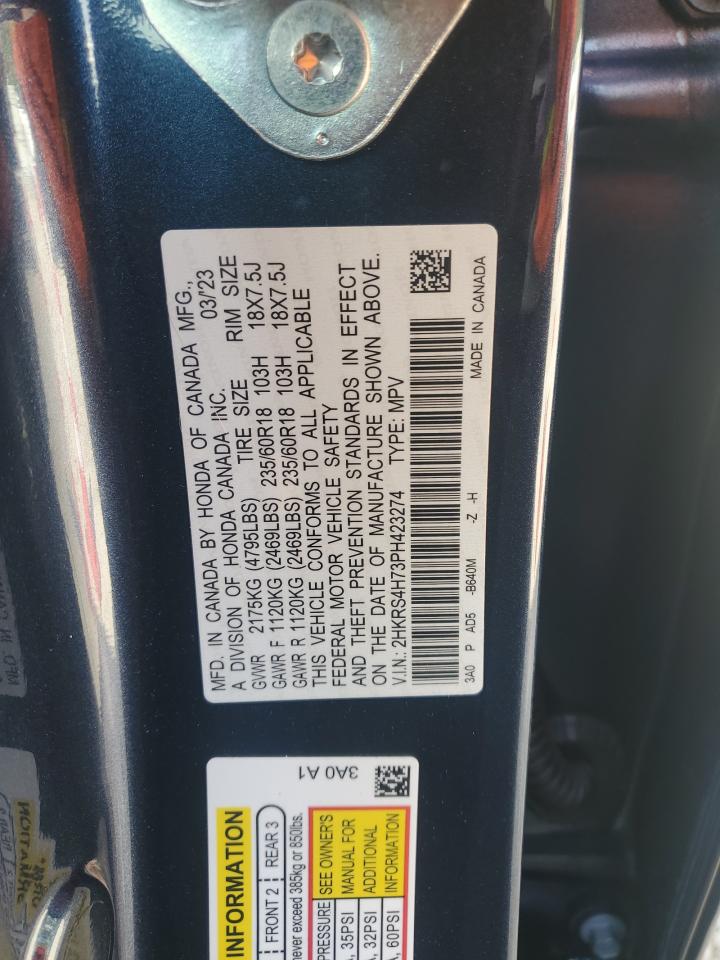 MFD. IN CANADA BY HONDA OF CANADA MFG.,
A DIVISION OF HONDA CANADA INC. 03/'23
GVWR 2175KG (4795LBS) TIRE SIZE RIM SIZE
GAWR F 1120KG (2469LBS) 235/60R18 103H 18X7.5J
GAWR R 1120KG (2469LBS) 235/60R18 103H 18X7.5J
THIS VEHICLE CONFORMS TO ALL APPLICABLE
FEDERAL MOTOR VEHICLE SAFETY
AND THEFT PREVENTION STANDARDS IN EFFECT
ON THE DATE OF MANUFACTURE SHOWN ABOVE.
V.I.N.: 2HKRS4H73PH423274 TYPE: MPV
3A0 P AD5 -B640M -Z -H MADE IN CANADA
INFORMATION
FRONT 2 REAR 3
never exceed 385kg or 850lbs.
PRESSURE SEE OWNER'S
35PSI MANUAL FOR
32PSI ADDITIONAL
60PSI INFORMATION
3A0 A1